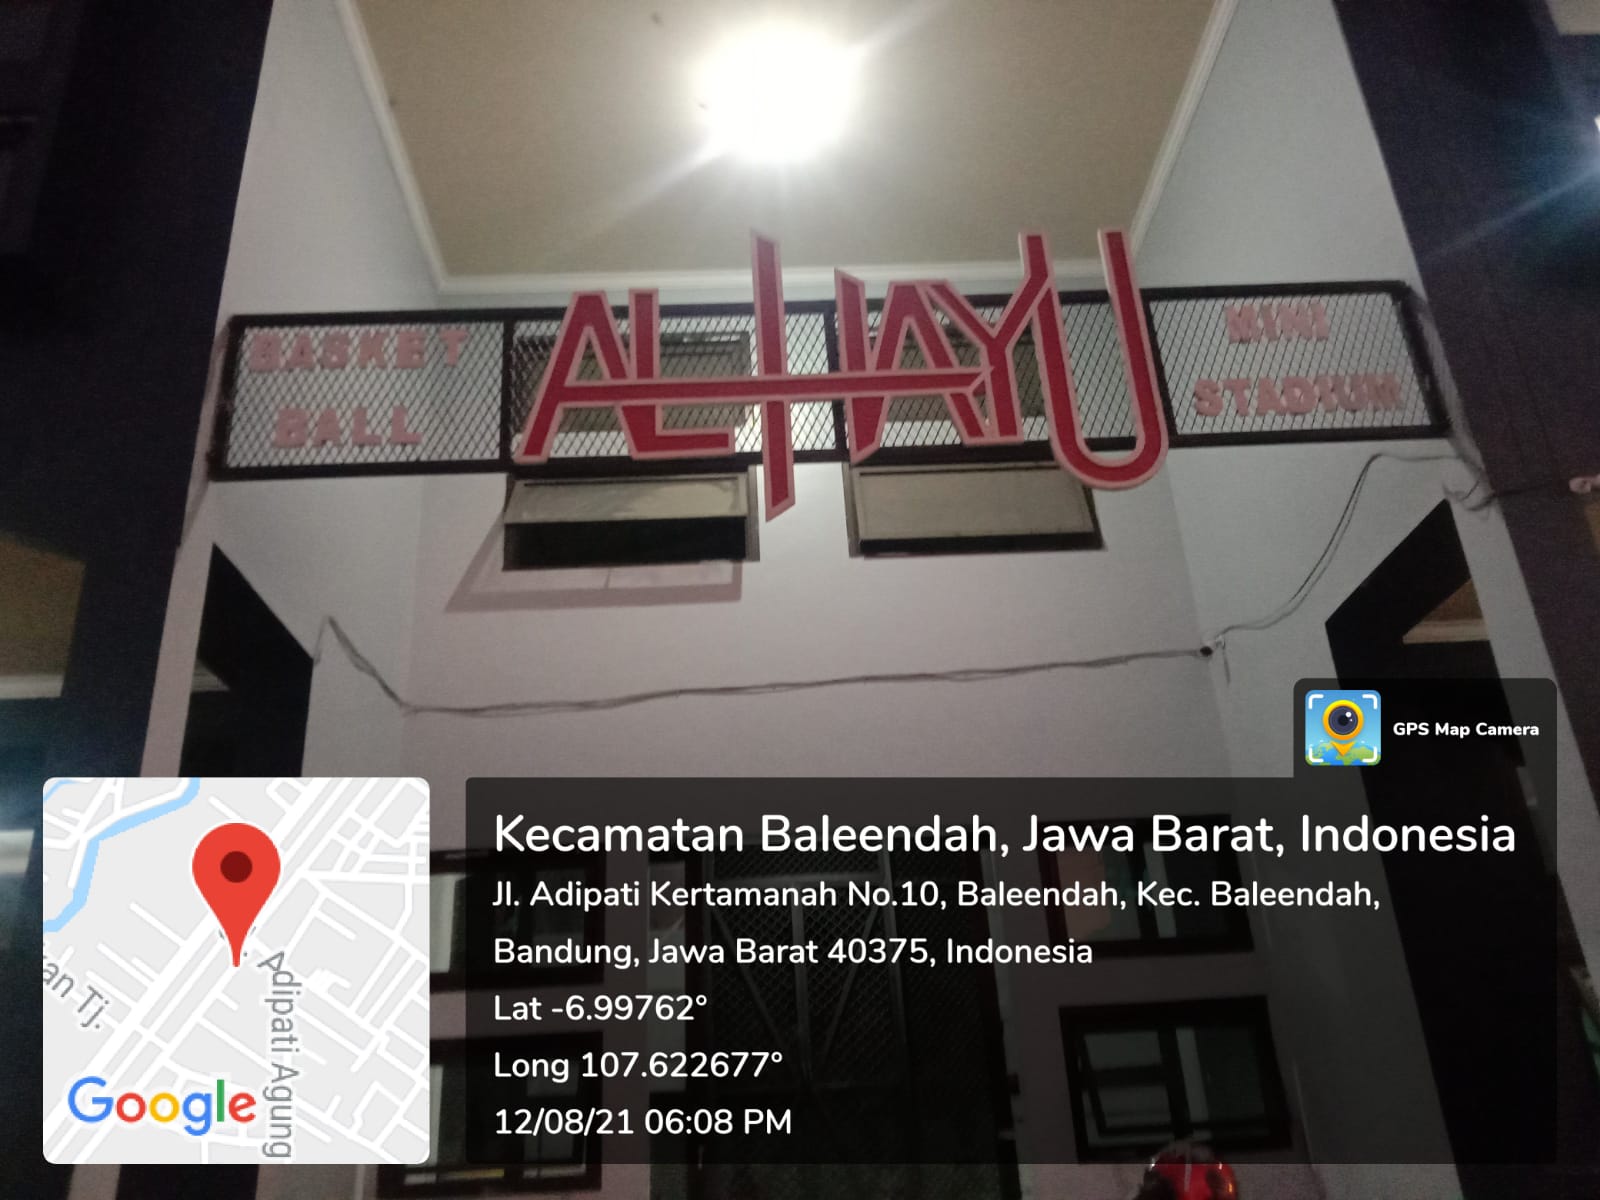 BASKET
BALL
ALHAYU
MINI
STADIUM
GPS Map Camera
Kecamatan Baleendah, Jawa Barat, Indonesia
Jl. Adipati Kertamanah No.10, Baleendah, Kec. Baleendah,
Bandung, Jawa Barat 40375, Indonesia
Lat -6.99762°
Long 107.622677°
12/08/21 06:08 PM
an Tj.
Adipati Agung
Google